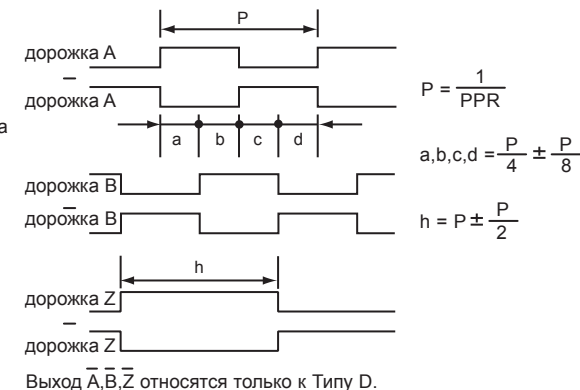 P
дорожка A
дорожка A̅
а
a b c d
P = 1/PPR
a,b,c,d = P/4 ± P/8
дорожка B
дорожка B̅
h = P ± P/2
h
дорожка Z
дорожка Z̅
Выход A̅,B̅,Z̅ относятся только к Типу D.